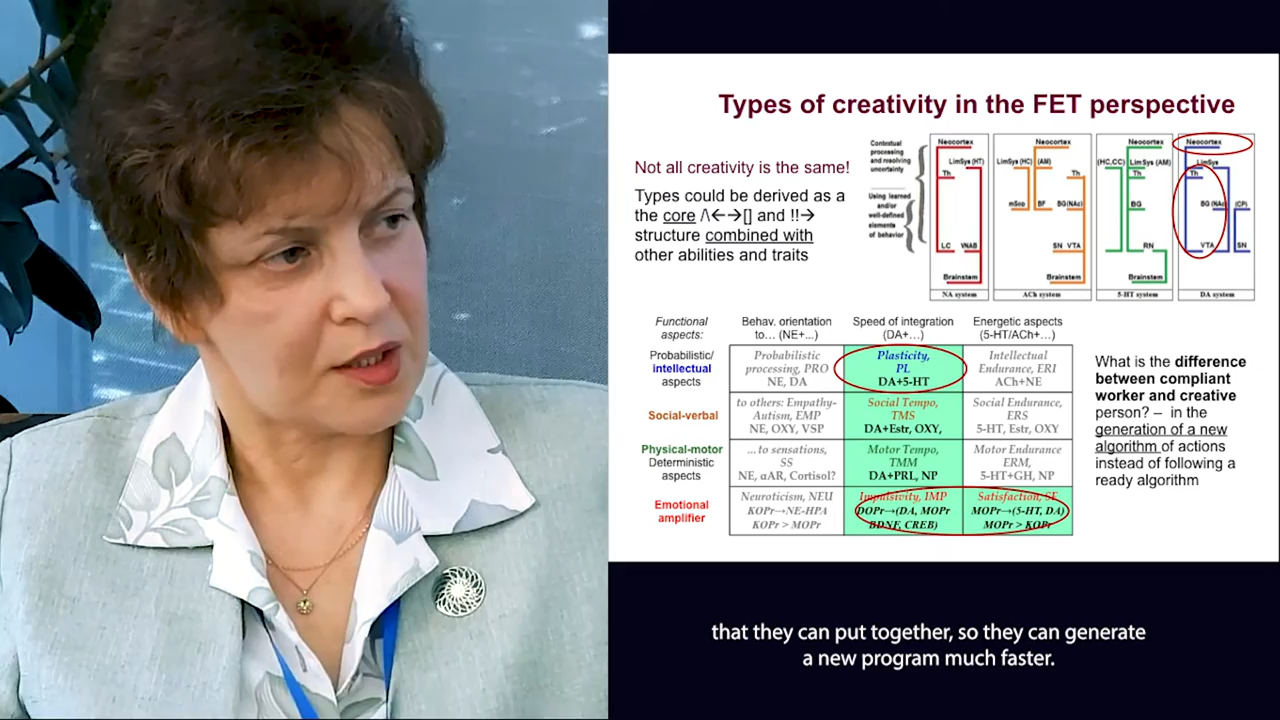 Types of creativity in the FET perspective
Not all creativity is the same!
Types could be derived as a
the core /\←→[] and !!→
structure combined with
other abilities and traits
Contextual
processing
and resolving
uncertainty
Using learned
and/or
well-defined
elements
of behavior
Neocortex
LimSys (HT)
Th
LC VNAB
Brainstem
NA system
Neocortex
LimSys (HC) (AM)
Th
mSep BF BG(NAc)
SN VTA
Brainstem
ACh system
Neocortex
(HC,CC) LimSys (AM)
Th
BG
RN
Brainstem
5-HT system
Neocortex
LimSys
Th
BG (NAc) (CP)
VTA SN
DA system
Functional
aspects:
Behav. orientation
to… (NE+...)
Speed of integration
(DA+…)
Energetic aspects
(5-HT/ACh+…)
Probabilistic/
intellectual
aspects
Probabilistic
processing, PRO
NE, DA
Plasticity,
PL
DA+5-HT
Intellectual
Endurance, ERI
ACh+NE
Social-verbal
to others: Empathy-
Autism, EMP
NE, OXY, VSP
Social Tempo,
TMS
DA+Estr, OXY,
Social Endurance,
ERS
5-HT, Estr, OXY
Physical-motor
Deterministic
aspects
...to sensations,
SS
NE, αAR, Cortisol?
Motor Tempo,
TMM
DA+PRL, NP
Motor Endurance
ERM,
5-HT+GH, NP
Emotional
amplifier
Neuroticism, NEU
KOPr→NE-HPA
KOPr > MOPr
Impulsivity, IMP
DOPr→(DA, MOPr
BDNF, CREB)
Satisfaction, SF
MOPr→(5-HT, DA)
MOPr > KOPr
What is the difference
between compliant
worker and creative
person? – in the
generation of a new
algorithm of actions
instead of following a
ready algorithm
that they can put together, so they can generate
a new program much faster.